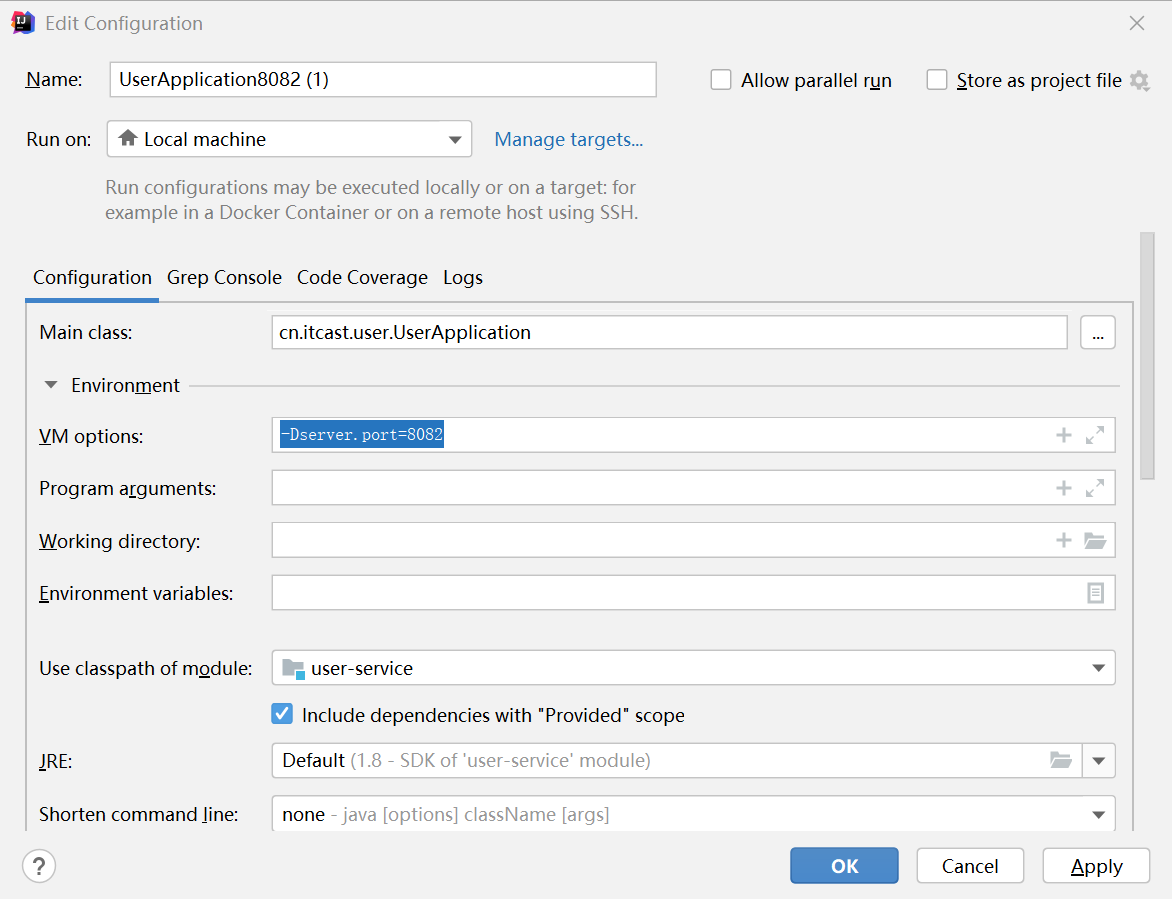 Edit Configuration
Name: UserApplication8082 (1) Allow parallel run Store as project file
Run on: Local machine Manage targets...
Run configurations may be executed locally or on a target: for
example in a Docker Container or on a remote host using SSH.
Configuration Grep Console Code Coverage Logs
Main class: cn.itcast.user.UserApplication ...
Environment
VM options: -Dserver.port=8082
Program arguments:
Working directory:
Environment variables:
Use classpath of module: user-service
Include dependencies with "Provided" scope
JRE: Default (1.8 - SDK of 'user-service' module)
Shorten command line: none - java [options] className [args]
? OK Cancel Apply